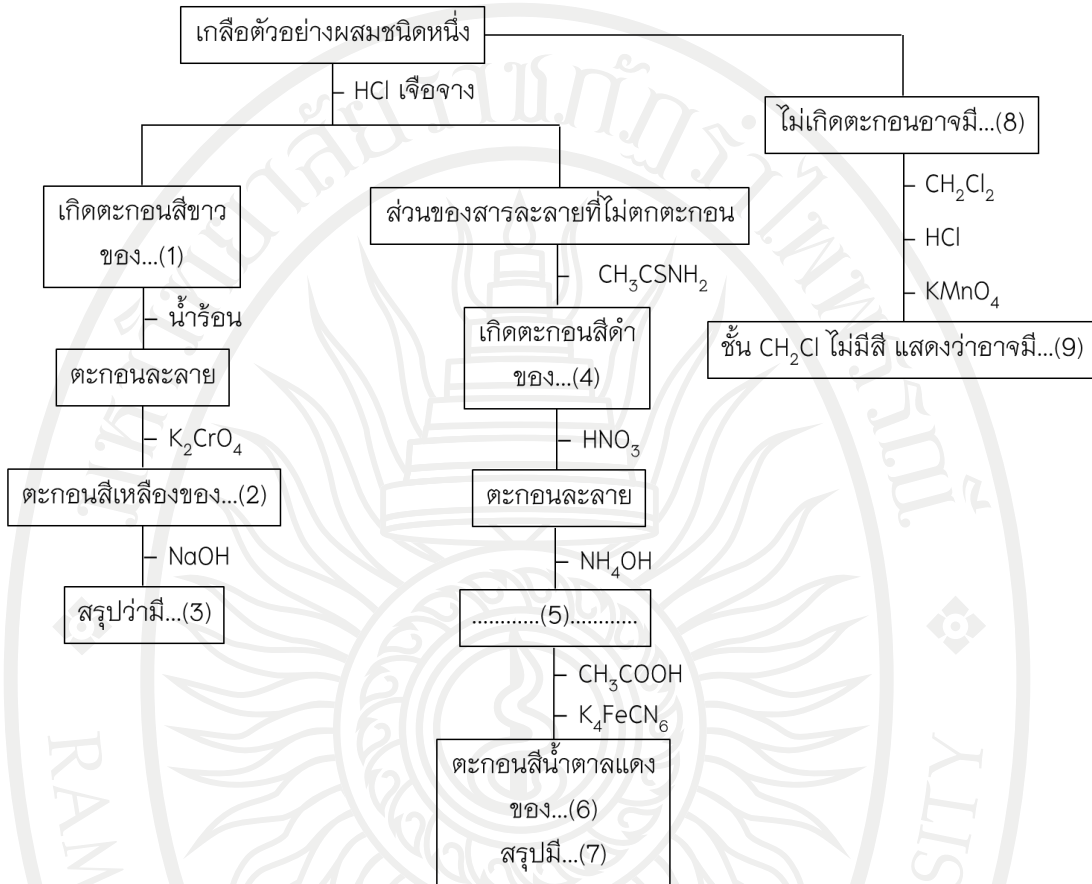 เกลือตัวอย่างผสมชนิดหนึ่ง
HCl เจือจาง
ไม่เกิดตะกอนอาจมี...(8)
CH₂Cl₂
HCl
KMnO₄
ชั้น CH₂Cl ไม่มีสี แสดงว่าอาจมี...(9)
เกิดตะกอนสีขาว
ของ...(1)
น้ำร้อน
ตะกอนละลาย
K₂CrO₄
ตะกอนสีเหลืองของ...(2)
NaOH
สรุปว่ามี...(3)
ส่วนของสารละลายที่ไม่ตกตะกอน
CH₃CSNH₂
เกิดตะกอนสีดำ
ของ...(4)
HNO₃
ตะกอนละลาย
NH₄OH
............(5)............
CH₃COOH
K₄FeCN₆
ตะกอนสีน้ำตาลแดง
ของ...(6)
สรุปมี...(7)